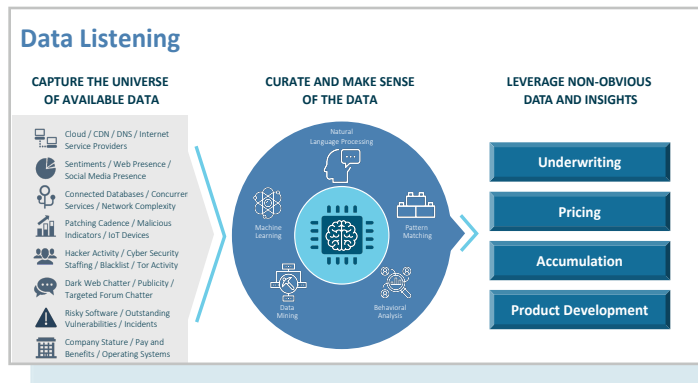 Data Listening
CAPTURE THE UNIVERSE
OF AVAILABLE DATA
Cloud / CDN / DNS / Internet
Service Providers
Sentiments / Web Presence /
Social Media Presence
Connected Databases / Concurrer
Services / Network Complexity
Patching Cadence / Malicious
Indicators / IoT Devices
Hacker Activity / Cyber Security
Staffing / Blacklist / Tor Activity
Dark Web Chatter / Publicity /
Targeted Forum Chatter
Risky Software / Outstanding
Vulnerabilities / Incidents
Company Stature / Pay and
Benefits / Operating Systems
CURATE AND MAKE SENSE
OF THE DATA
Natural
Language Processing
Machine
Learning
Pattern
Matching
Data
Mining
Behavioral
Analysis
LEVERAGE NON-OBVIOUS
DATA AND INSIGHTS
Underwriting
Pricing
Accumulation
Product Development